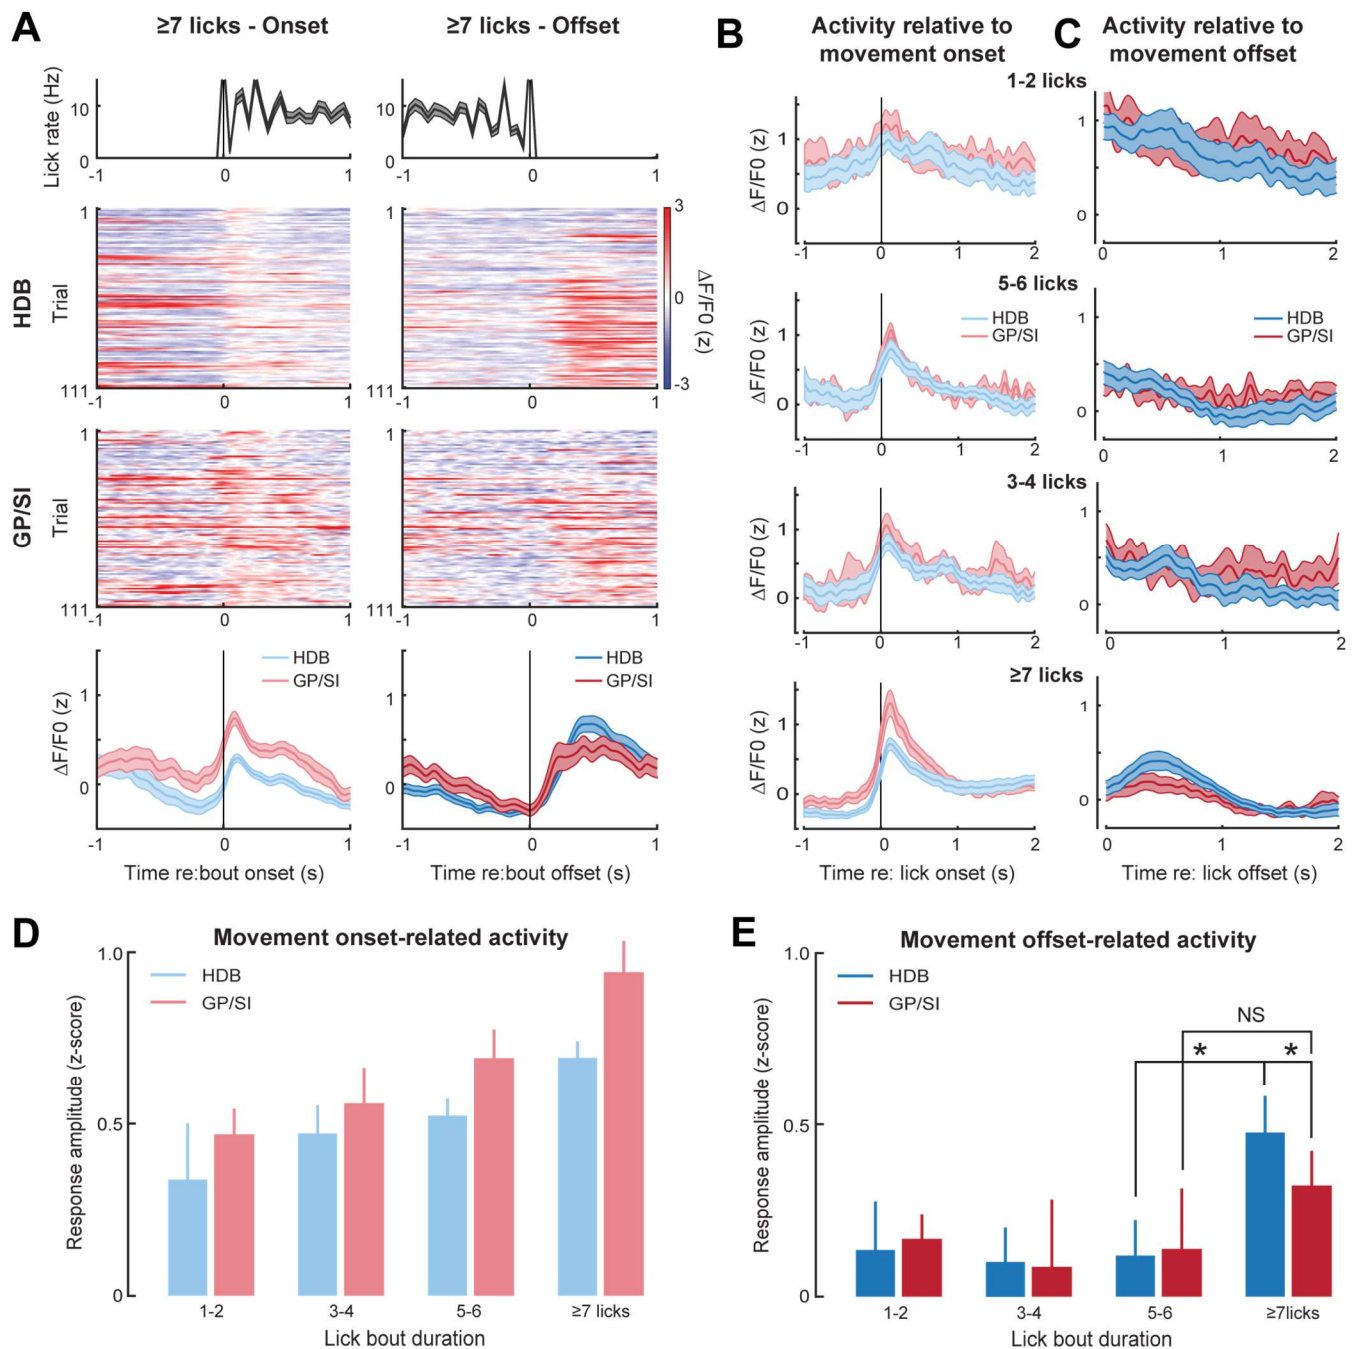 A
≥7 licks - Onset
≥7 licks - Offset
Lick rate (Hz)
10
0
-1
0
1
10
0
-1
0
1
HDB
Trial
1
1111
-1
0
1
1
1111
-1
0
1
3
0
-3
ΔF/F0 (z)
GP/SI
Trial
1
1111
-1
0
1
1
1111
-1
0
1
ΔF/F0 (z)
1
0
-1
0
1
HDB
GP/SI
Time re:bout onset (s)
1
0
-1
0
1
HDB
GP/SI
Time re:bout offset (s)
B
Activity relative to
movement onset
C
Activity relative to
movement offset
1-2 licks
ΔF/F0 (z)
1
0
-1
0
1
2
1
0
0
1
2
5-6 licks
ΔF/F0 (z)
1
0
-1
0
1
2
HDB
GP/SI
1
0
0
1
2
HDB
GP/SI
3-4 licks
ΔF/F0 (z)
1
0
-1
0
1
2
1
0
0
1
2
≥7 licks
ΔF/F0 (z)
1
0
-1
0
1
2
Time re: lick onset (s)
1
0
0
1
2
Time re: lick offset (s)
D
Movement onset-related activity
HDB
GP/SI
Response amplitude (z-score)
1.0
0.5
0
1-2
3-4
5-6
≥7 licks
Lick bout duration
E
Movement offset-related activity
HDB
GP/SI
Response amplitude (z-score)
1.0
0.5
0
NS
*
*
1-2
3-4
5-6
≥7licks
Lick bout duration